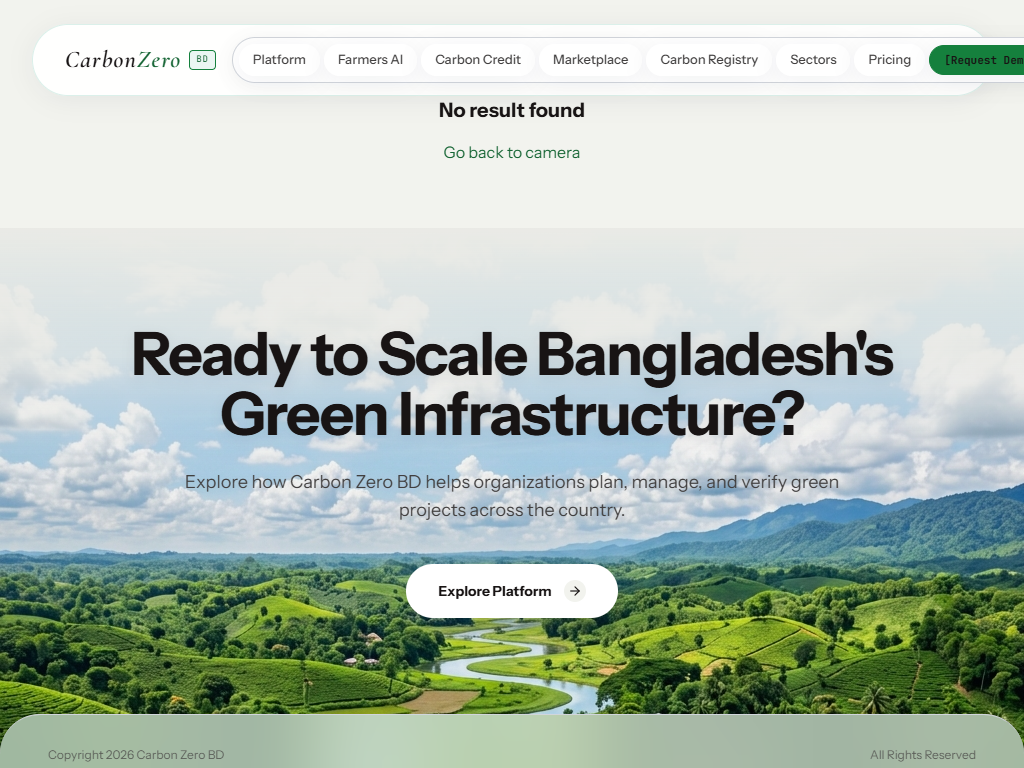 CarbonZero BD Platform Farmers AI Carbon Credit Marketplace Carbon Registry Sectors Pricing [Request Dem
No result found
Go back to camera
Ready to Scale Bangladesh's
Green Infrastructure?
Explore how Carbon Zero BD helps organizations plan, manage, and verify green
projects across the country.
Explore Platform
Copyright 2026 Carbon Zero BD All Rights Reserved